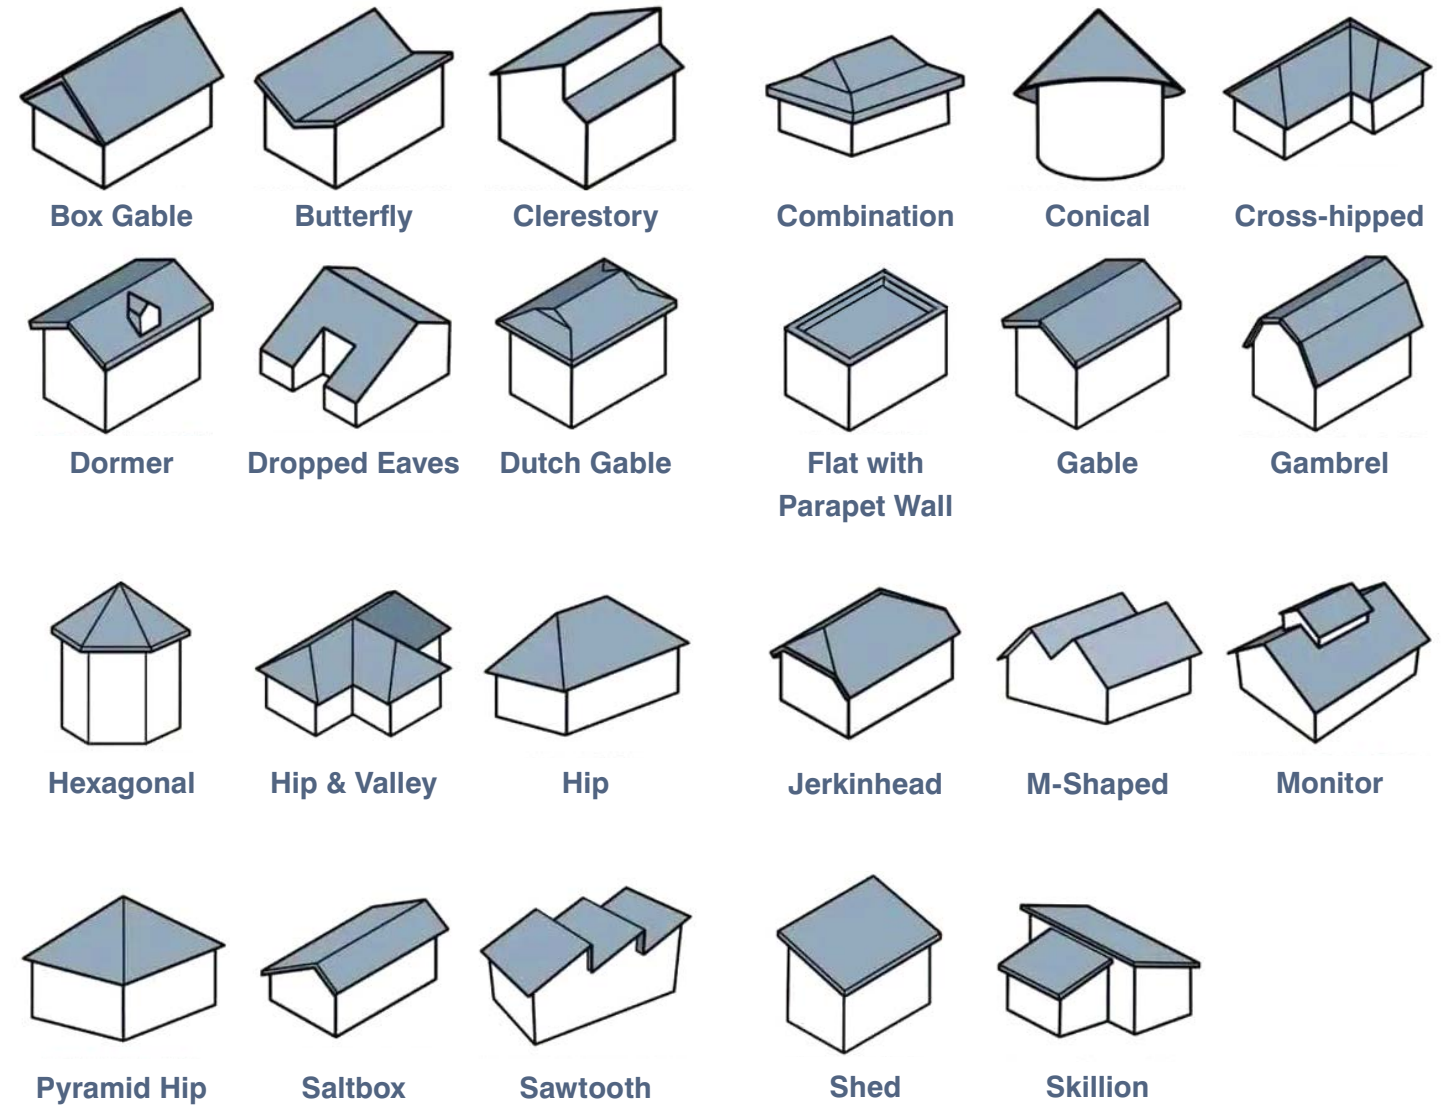 Box Gable
Butterfly
Clerestory
Combination
Conical
Cross-hipped
Dormer
Dropped Eaves
Dutch Gable
Flat with
Parapet Wall
Gable
Gambrel
Hexagonal
Hip & Valley
Hip
Jerkinhead
M-Shaped
Monitor
Pyramid Hip
Saltbox
Sawtooth
Shed
Skillion